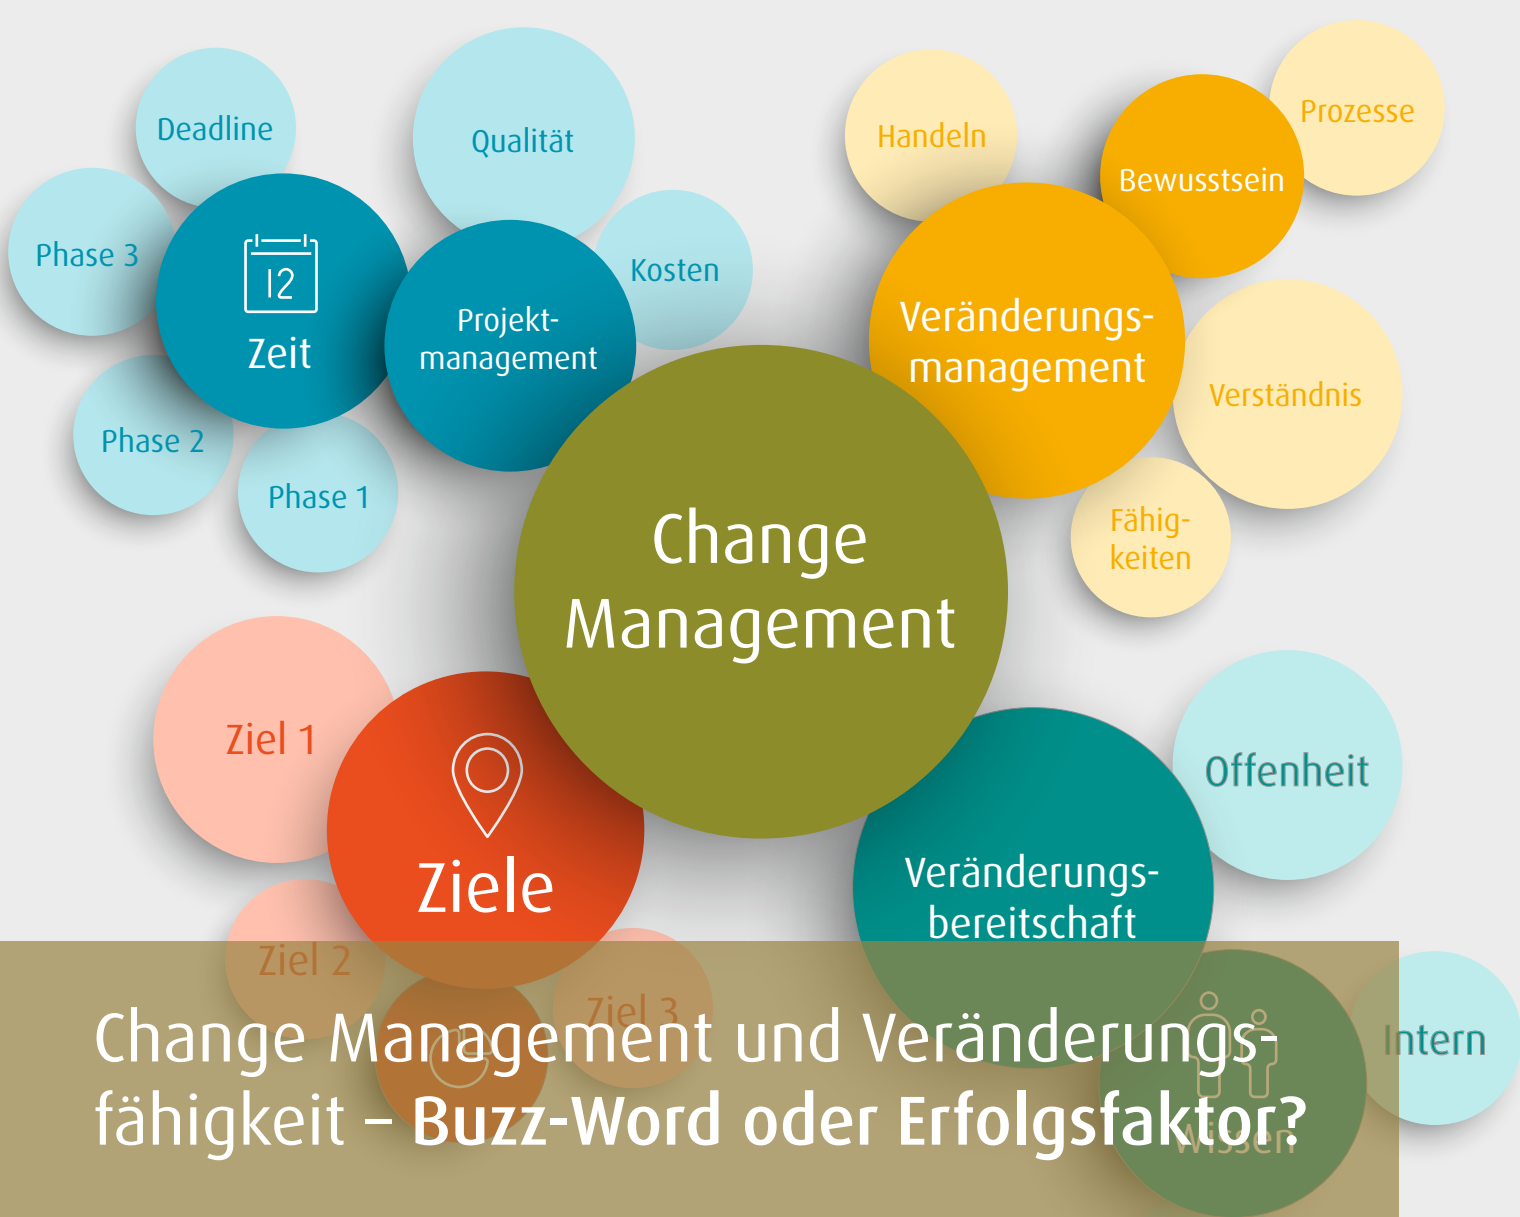 Deadline
Qualität
Phase 3
12
Zeit
Projekt-
management
Kosten
Phase 2
Phase 1
Handeln
Bewusstsein
Prozesse
Veränderungs-
management
Verständnis
Fähig-
keiten
Change
Management
Ziel 1
Ziele
Ziel 2
Ziel 3
Veränderungs-
bereitschaft
Offenheit
Intern
Wissen
Change Management und Veränderungs-
fähigkeit – Buzz-Word oder Erfolgsfaktor?